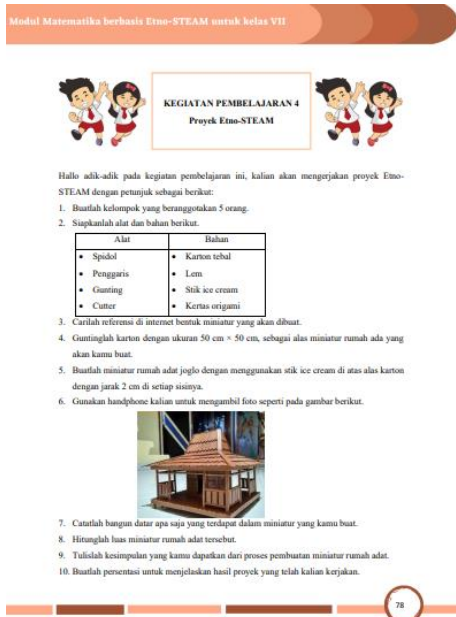 Modul Matematika berbasis Etno-STEAM untuk kelas VII
KEGIATAN PEMBELAJARAN 4
Proyek Etno-STEAM
Hallo adik-adik pada kegiatan pembelajaran ini, kalian akan mengerjakan proyek Etno-
STEAM dengan petunjuk sebagai berikut:
1. Buatlah kelompok yang beranggotakan 5 orang.
2. Siapkanlah alat dan bahan berikut.
Alat Bahan
• Spidol • Karton tebal
• Penggaris • Lem
• Gunting • Stik ice cream
• Cutter • Kertas origami
3. Carilah referensi di internet bentuk miniatur yang akan dibuat.
4. Guntinglah karton dengan ukuran 50 cm × 50 cm, sebagai alas miniatur rumah ada yang
akan kamu buat.
5. Buatlah miniatur rumah adat joglo dengan menggunakan stik ice cream di atas alas karton
dengan jarak 2 cm di setiap sisinya.
6. Gunakan handphone kalian untuk mengambil foto seperti pada gambar berikut.
7. Catatlah bangun datar apa saja yang terdapat dalam miniatur yang kamu buat.
8. Hitunglah luas miniatur rumah adat tersebut.
9. Tulislah kesimpulan yang kamu dapatkan dari proses pembuatan miniatur rumah adat.
10. Buatlah persentasi untuk menjelaskan hasil proyek yang telah kalian kerjakan.
78